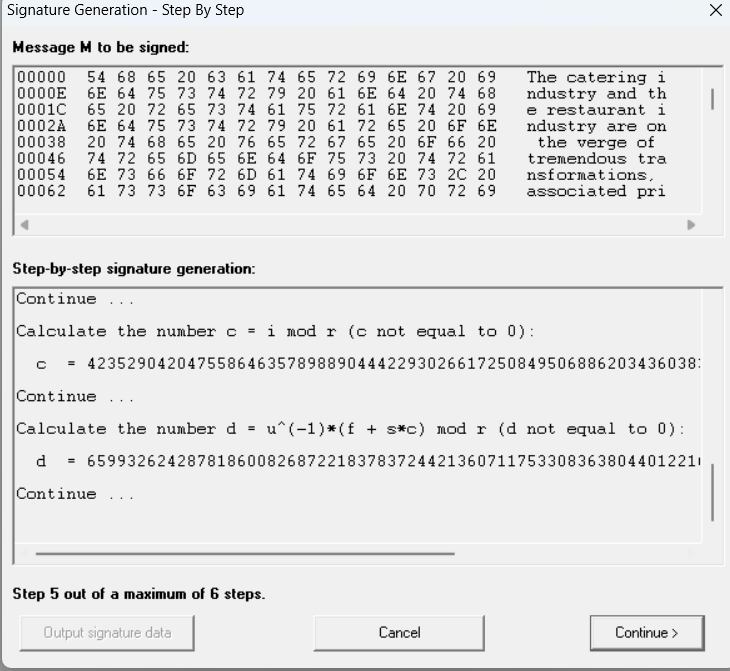 Signature Generation - Step By Step
Message M to be signed:
00000 54 68 65 20 63 61 74 65 72 69 6E 67 20 69 The catering i
0000E 6E 64 75 73 74 72 79 20 61 6E 64 20 74 68 ndustry and th
0001C 65 20 72 65 73 74 61 75 72 61 6E 74 20 69 e restaurant i
0002A 6E 64 75 73 74 72 79 20 61 72 65 20 6F 6E ndustry are on
00038 20 74 68 65 20 76 65 72 67 65 20 6F 66 20 the verge of
00046 74 72 65 6D 65 6E 64 6F 75 73 20 74 72 61 tremendous tra
00054 6E 73 66 6F 72 6D 61 74 69 6F 6E 73 2C 20 nsformations,
00062 61 73 73 6F 63 69 61 74 65 64 20 70 72 69 associated pri
Step-by-step signature generation:
Continue ...
Calculate the number c = i mod r (c not equal to 0):
c = 42352904204755864635789889044422930266172508495068862034360383
Continue ...
Calculate the number d = u^(-1)*(f + s*c) mod r (d not equal to 0):
d = 65993262428781860082687221837837244213607117533083638044012210
Continue ...
Step 5 out of a maximum of 6 steps.
Output signature data
Cancel
Continue >